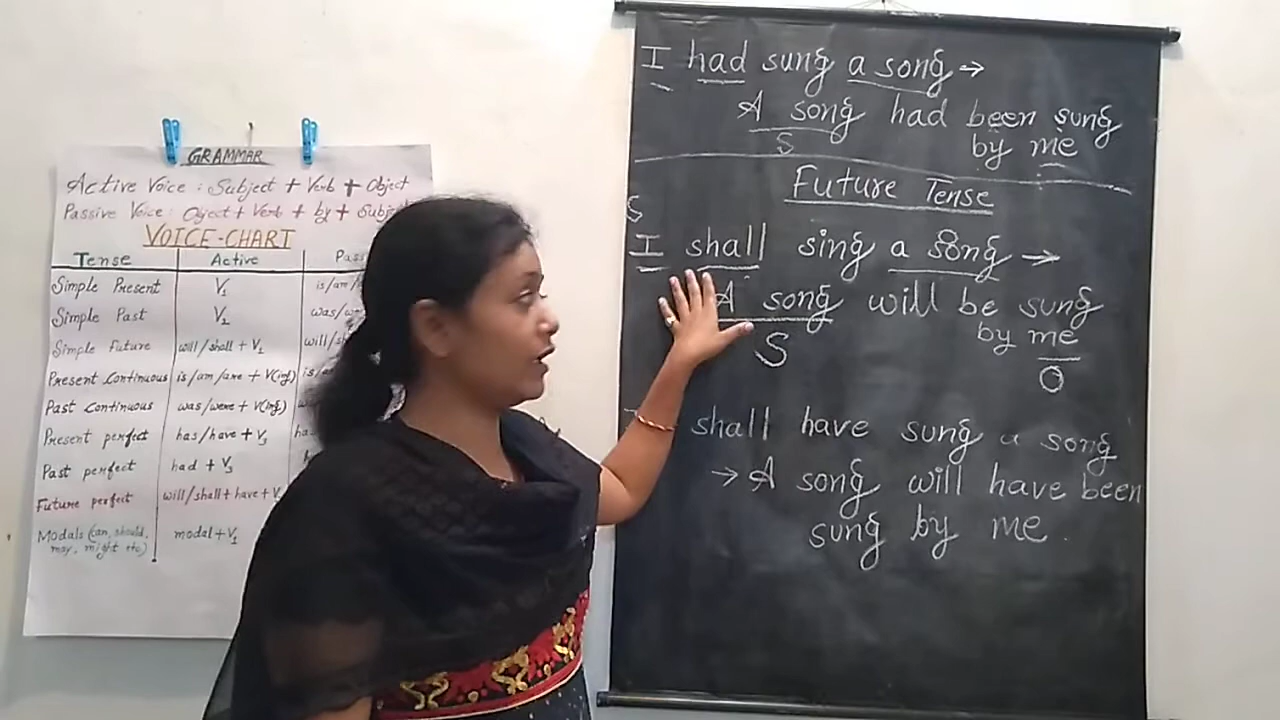 GRAMMAR
Active Voice : Subject + Verb + Object
Passive Voice : Object + Verb + by + Subje
VOICE-CHART
Tense Active Pas
Simple Present V1 is/am/
Simple Past V2 was/w
Simple Future will/shall + V1 will/sh
Present Continuous is/am/are + V(ing) is/
Past Continuous was/were + V(ing)
Present perfect has/have + V3 ha
Past perfect had + V3
Future perfect will/shall + have + V
Modals (can, should, modal + V1
may, might etc)
I had sung a song →
A song had been sung
S by me
Future Tense
S
I shall sing a song →
A song will be sung
by me
S O
shall have sung a song
→ A song will have been
sung by me.